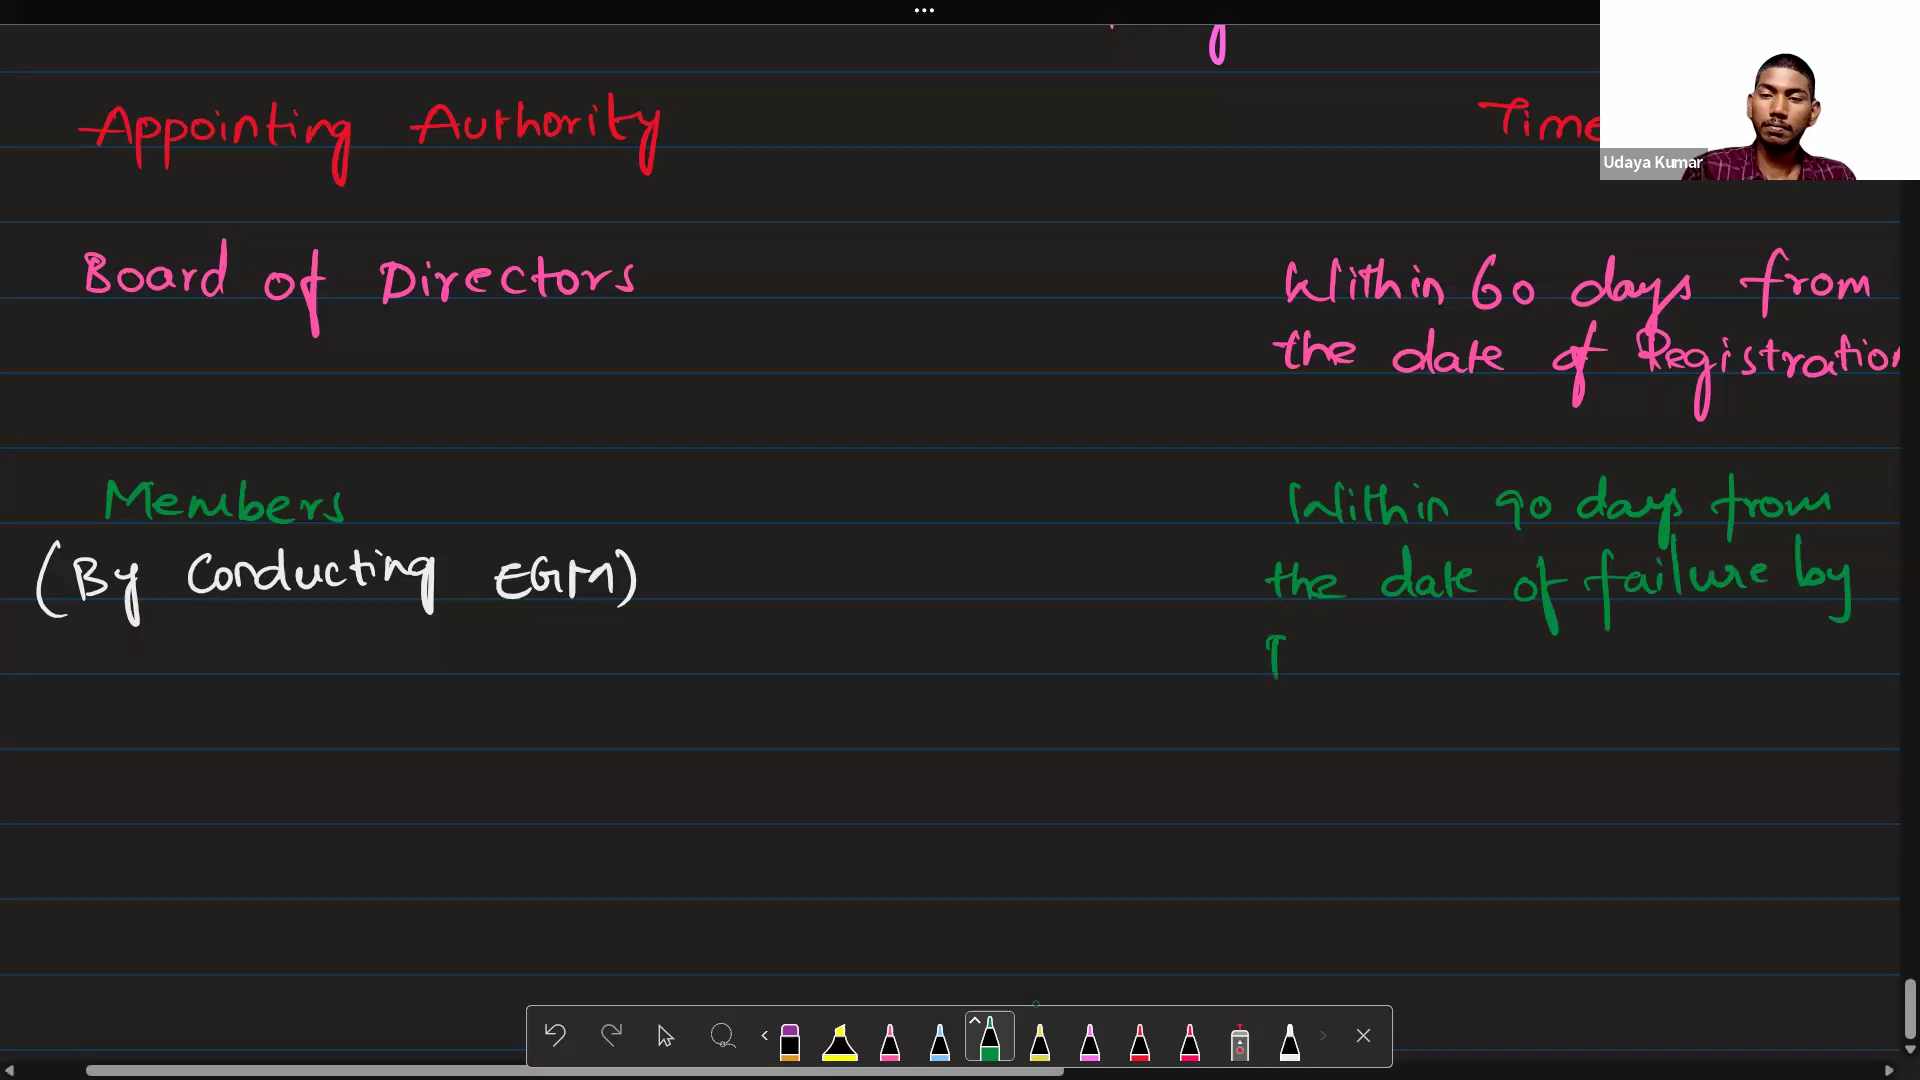 Appointing Authority
Time
Udaya Kumar
Board of Directors
Within 60 days from
the date of Registration
Members
Within 90 days from
(By Conducting EGM)
the date of failure by